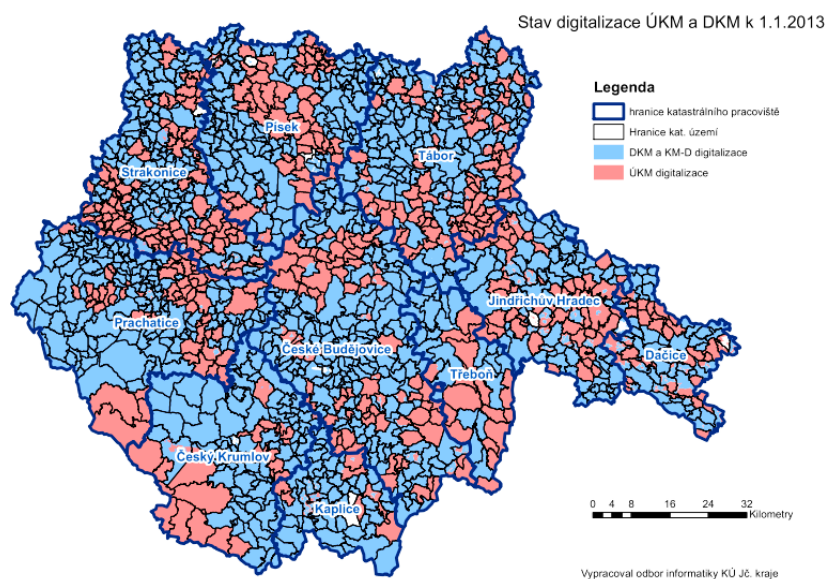 Stav digitalizace ÚKM a DKM k 1.1.2013
Legenda
hranice katastrálního pracoviště
Hranice kat. území
DKM a KM-D digitalizace
ÚKM digitalizace
Písek
Tábor
Strakonice
Jindřichův Hradec
Prachatice
České Budějovice
Dačice
Třeboň
Český Krumlov
Kaplice
0 4 8 16 24 32
Kilometry
Vypracoval odbor informatiky KÚ Jč. kraje